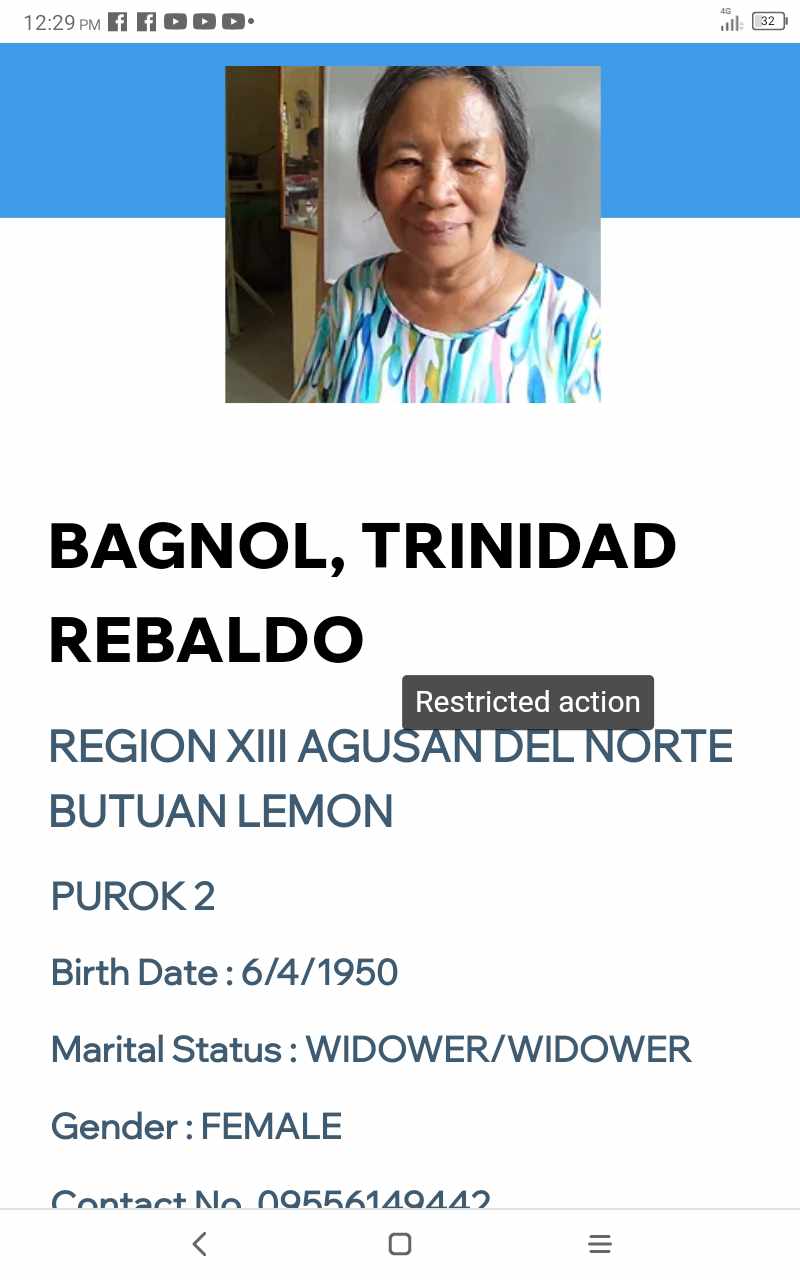 12:29 PM
4G
32
BAGNOL, TRINIDAD
REBALDO
Restricted action
REGION XIII AGUSAN DEL NORTE
BUTUAN LEMON
PUROK 2
Birth Date : 6/4/1950
Marital Status : WIDOWER/WIDOWER
Gender : FEMALE
Contact No. 09556149442